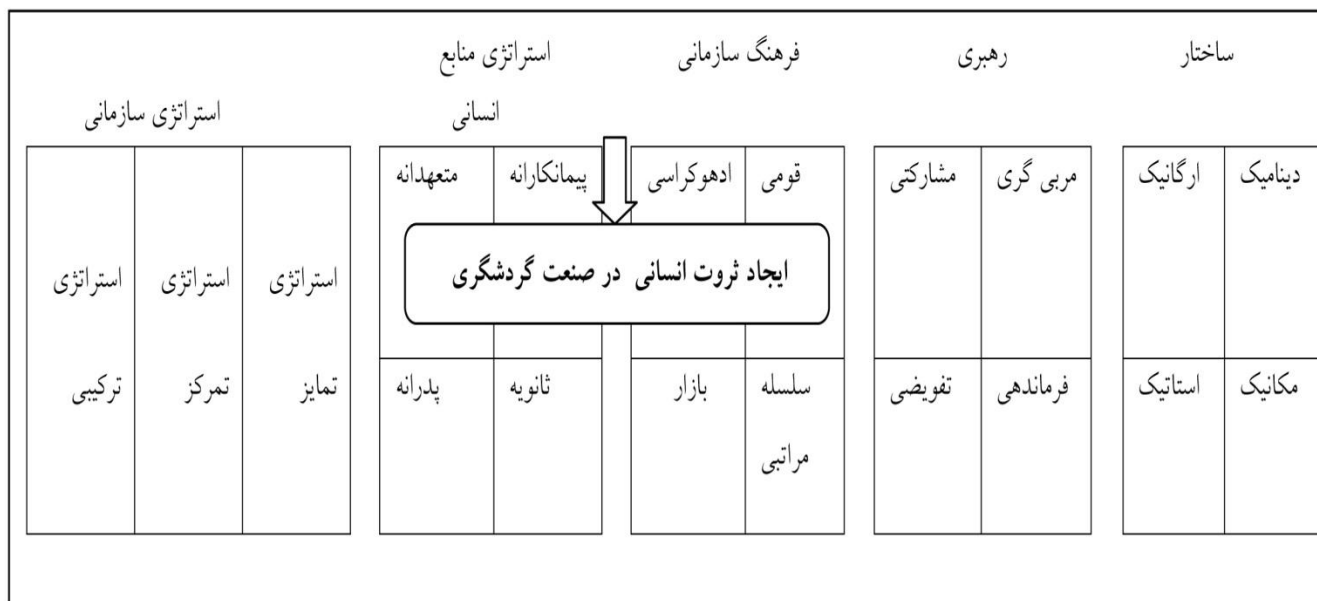 ساختار
رهبری
فرهنگ سازمانی
استراتژی منابع
انسانی
استراتژی سازمانی
دینامیک
ارگانیک
مکانیک
استاتیک
مربی گری
مشارکتی
فرماندهی
تفویضی
قومی
ادهوکراسی
سلسله
مراتبی
بازار
پیمانکارانه
متعهدانه
ثانویه
پدرانه
استراتژی
تمایز
استراتژی
تمرکز
استراتژی
ترکیبی
ایجاد ثروت انسانی در صنعت گردشگری